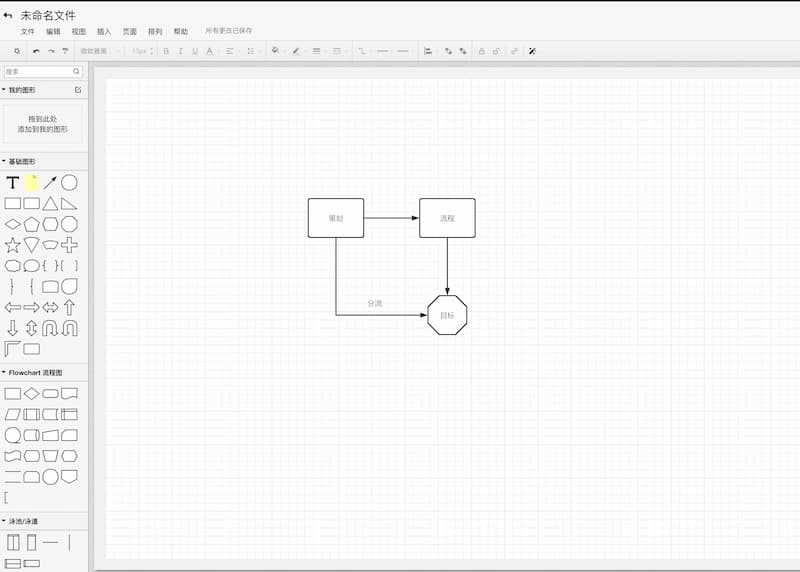 未命名文件
文件 编辑 视图 插入 页面 排列 帮助 所有更改已保存
微软雅黑 13px B I U A
搜索
我的图形
拖到此处
添加到我的图形
基础图形
T
策划
流程
分流
目标
Flowchart 流程图
泳池/泳道